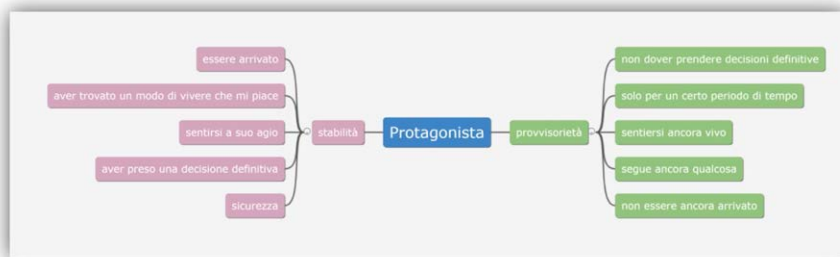 essere arrivato
aver trovato un modo di vivere che mi piace
sentirsi a suo agio
aver preso una decisione definitiva
sicurezza
stabilità
Protagonista
provvisorietà
non dover prendere decisioni definitive
solo per un certo periodo di tempo
sentiersi ancora vivo
segue ancora qualcosa
non essere ancora arrivato